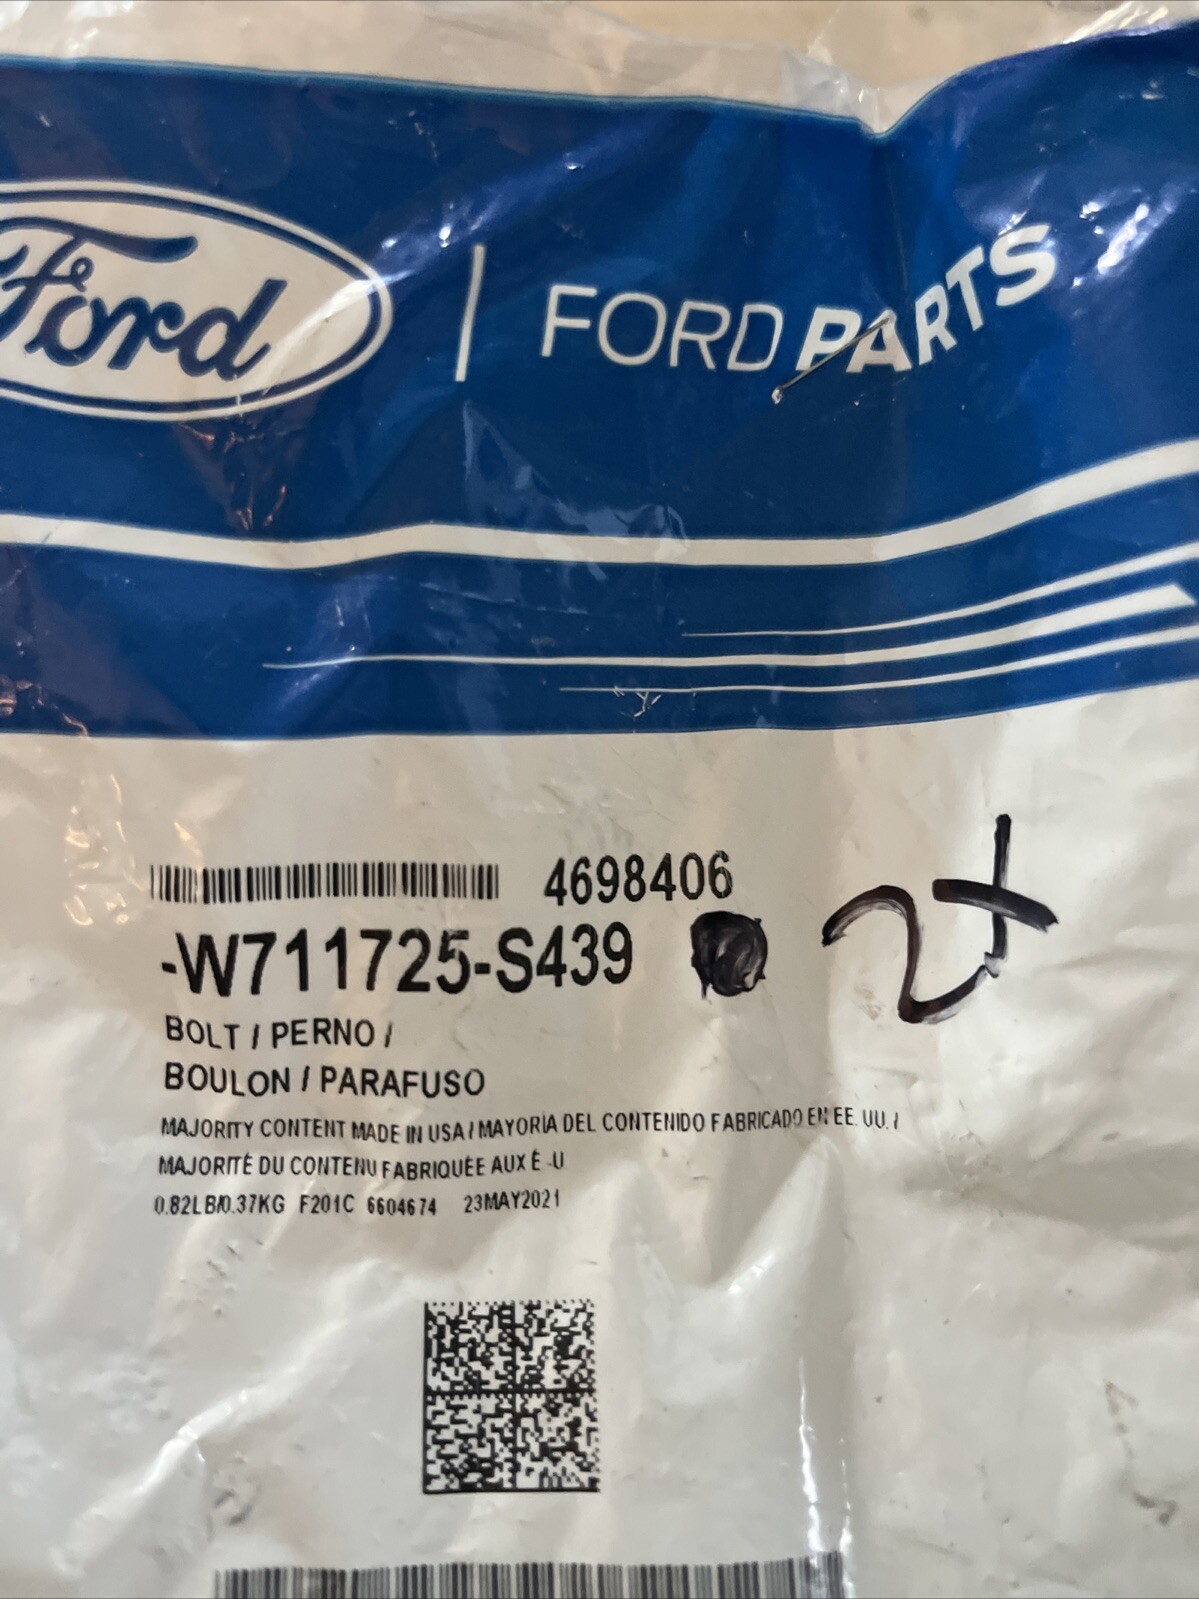 Ford | FORD PARTS
4698406
-W711725-S439 2x
BOLT / PERNO /
BOULON / PARAFUSO
MAJORITY CONTENT MADE IN USA / MAYORIA DEL CONTENIDO FABRICADO EN EE. UU. /
MAJORITÉ DU CONTENU FABRIQUÉE AUX É -U
0.82LB/0.37KG F201C 6604674 23MAY2021